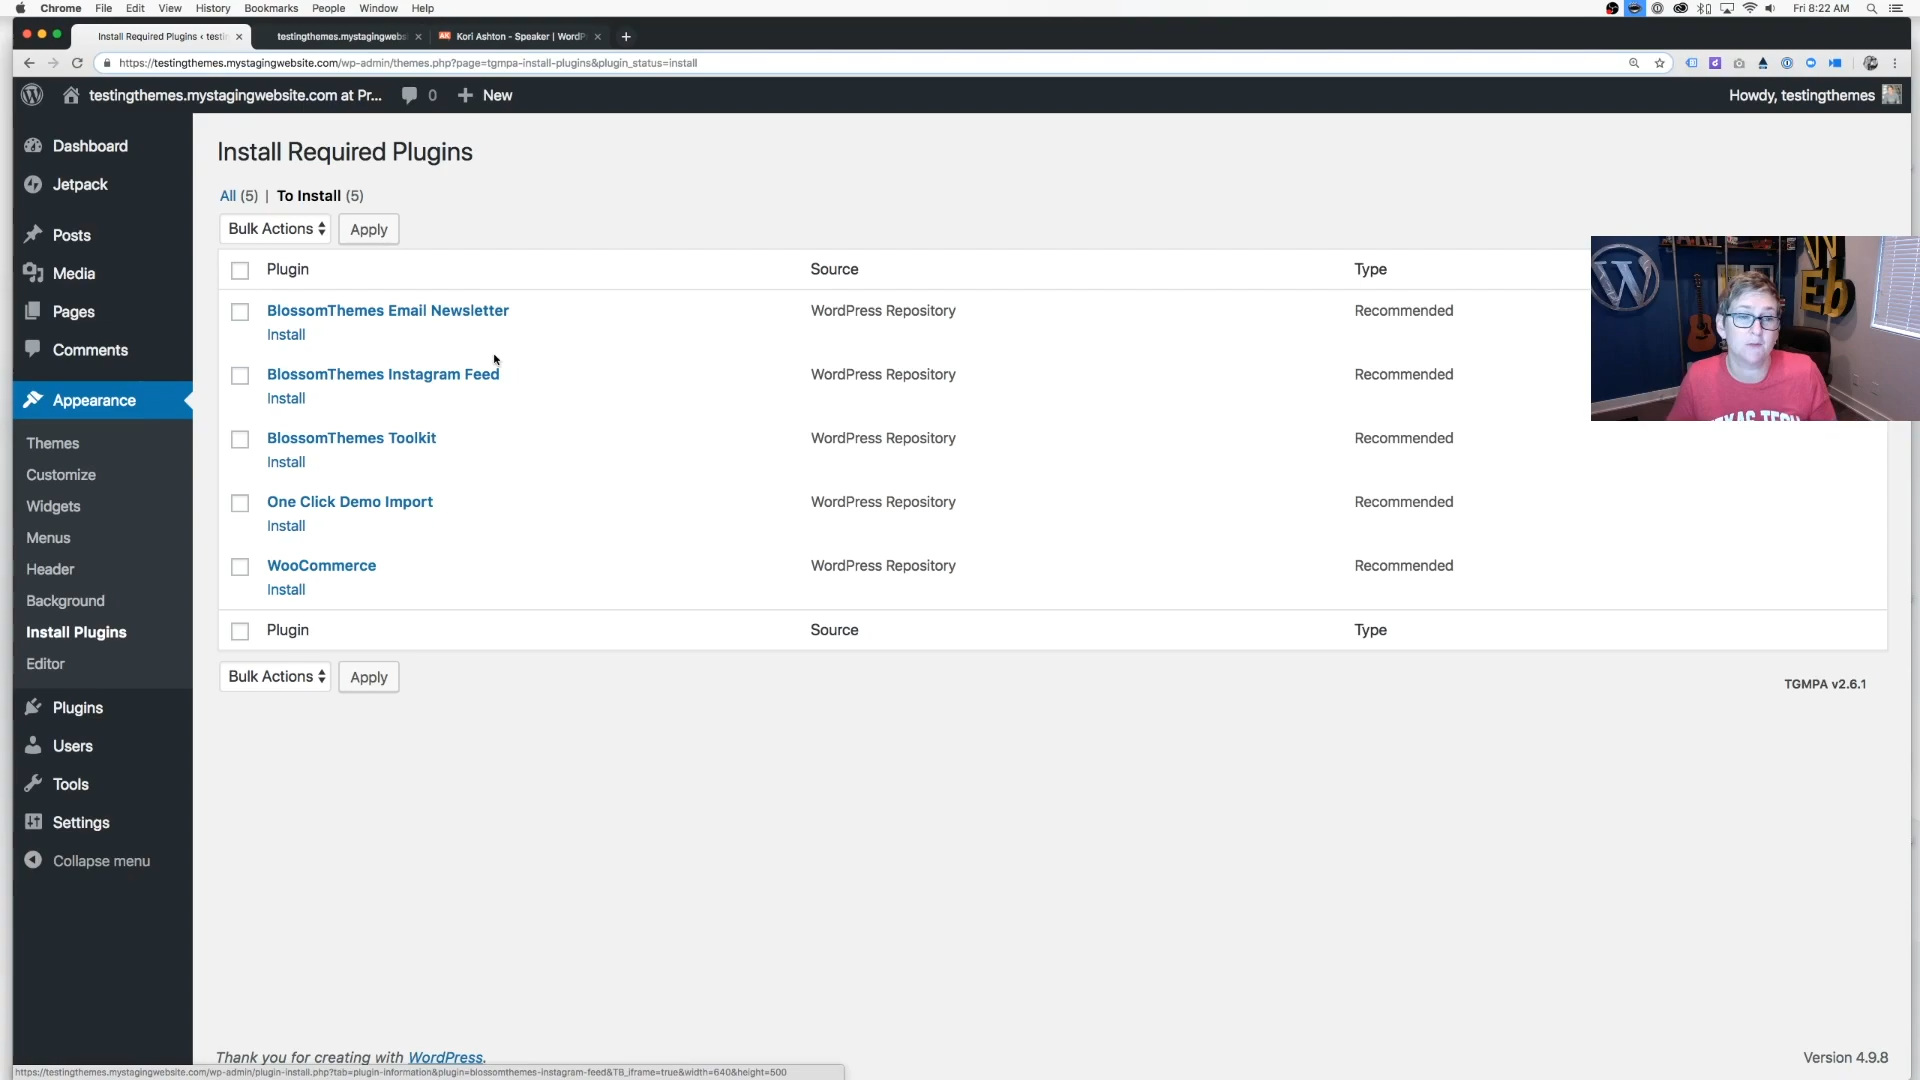 Chrome File Edit View History Bookmarks People Window Help Fri 8:22 AM
Install Required Plugins ‹ testin testingthemes.mystagingwebs Kori Ashton - Speaker | WordP
https://testingthemes.mystagingwebsite.com/wp-admin/themes.php?page=tgmpa-install-plugins&plugin_status=install
testingthemes.mystagingwebsite.com at Pr... 0 New Howdy, testingthemes
Dashboard
Jetpack
Posts
Media
Pages
Comments
Appearance
Themes
Customize
Widgets
Menus
Header
Background
Install Plugins
Editor
Plugins
Users
Tools
Settings
Collapse menu
Install Required Plugins
All (5) | To Install (5)
Bulk Actions Apply
Plugin Source Type
BlossomThemes Email Newsletter WordPress Repository Recommended
Install
BlossomThemes Instagram Feed WordPress Repository Recommended
Install
BlossomThemes Toolkit WordPress Repository Recommended
Install
One Click Demo Import WordPress Repository Recommended
Install
WooCommerce WordPress Repository Recommended
Install
Plugin Source Type
Bulk Actions Apply
TGMPA v2.6.1
W
Eb
TEXAS TECH
Thank you for creating with WordPress. Version 4.9.8
https://testingthemes.mystagingwebsite.com/wp-admin/plugin-install.php?tab=plugin-information&plugin=blossomthemes-instagram-feed&TB_iframe=true&width=640&height=500